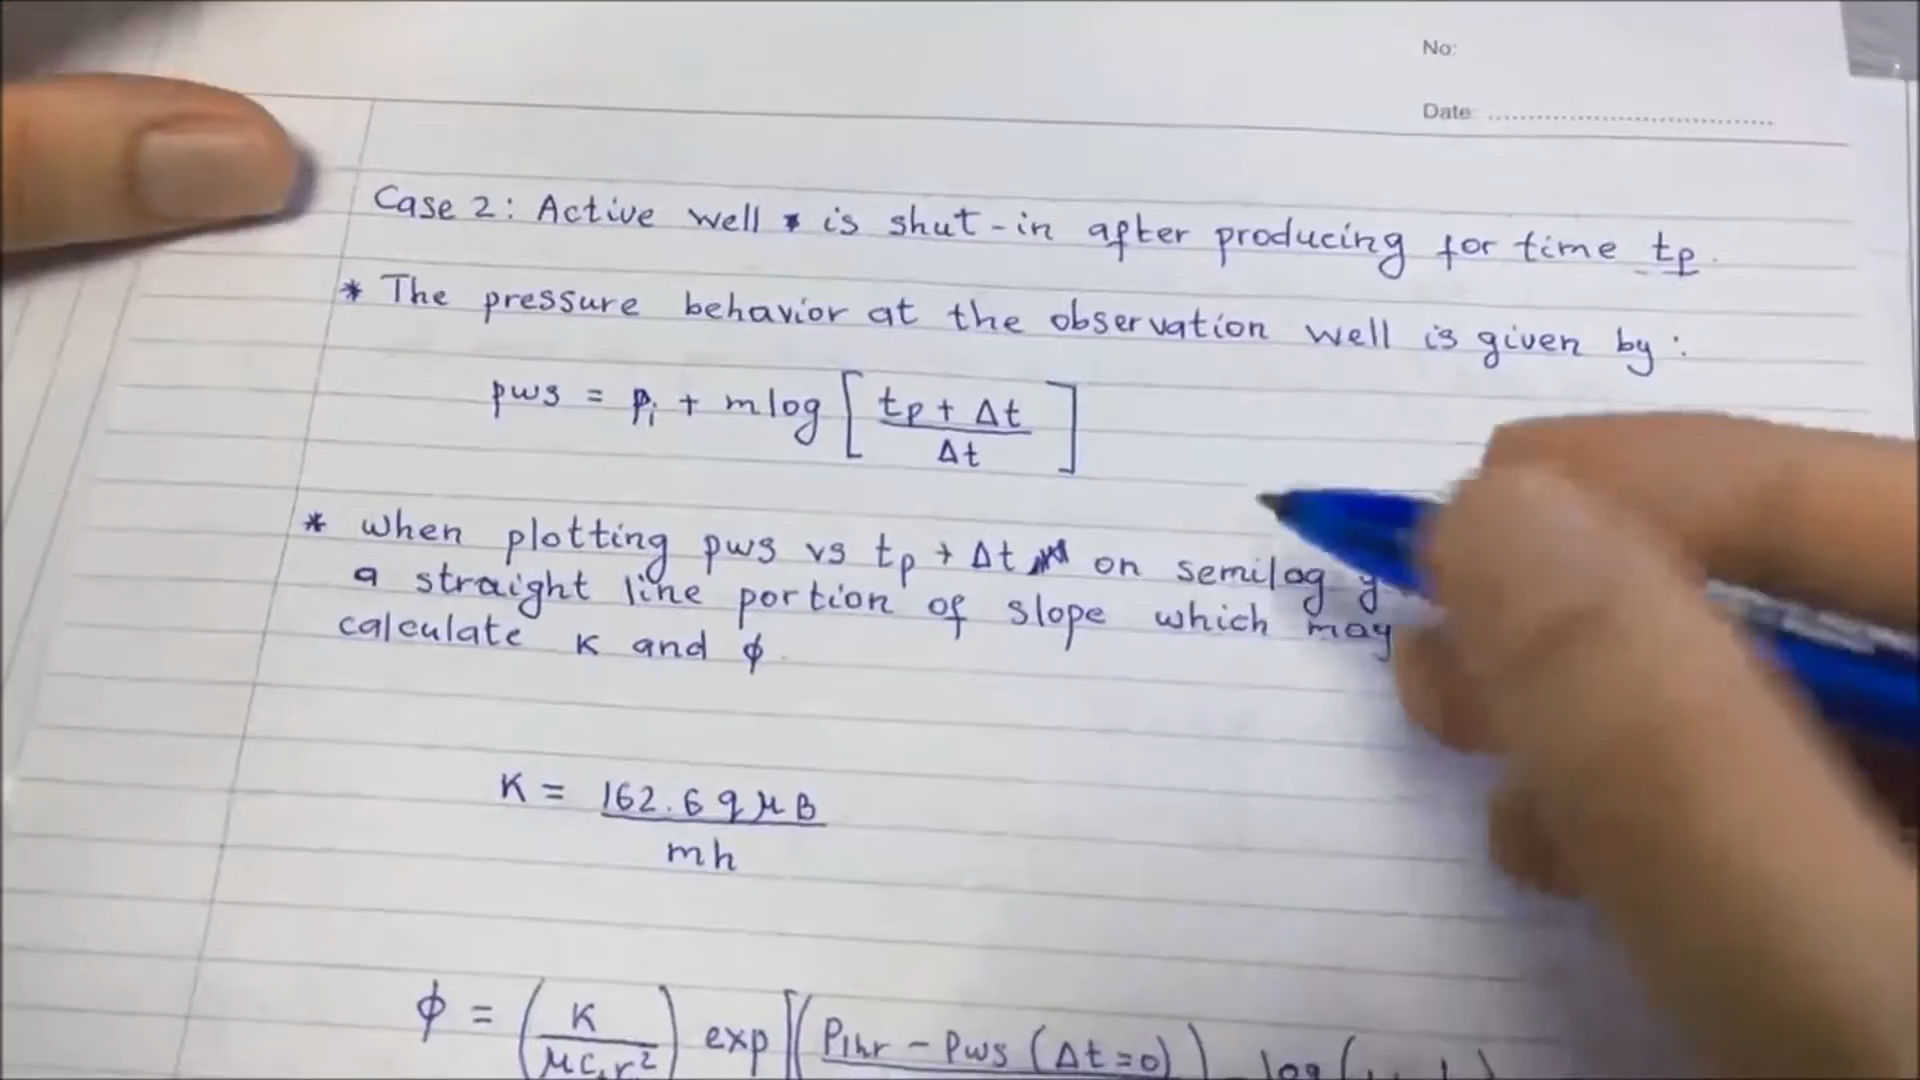 No:
Date:
Case 2: Active well is shut-in after producing for time tp.
* The pressure behavior at the observation well is given by:
pws = pi + m log [ (tp + Δt) / Δt ]
* when plotting pws vs tp + Δt on semilog
a straight line portion of slope which may
calculate K and φ.
K = 162.6 q μ B / mh
φ = ( K / μ ct r² ) exp [ ( P1hr - Pws (Δt=0) ) - log (